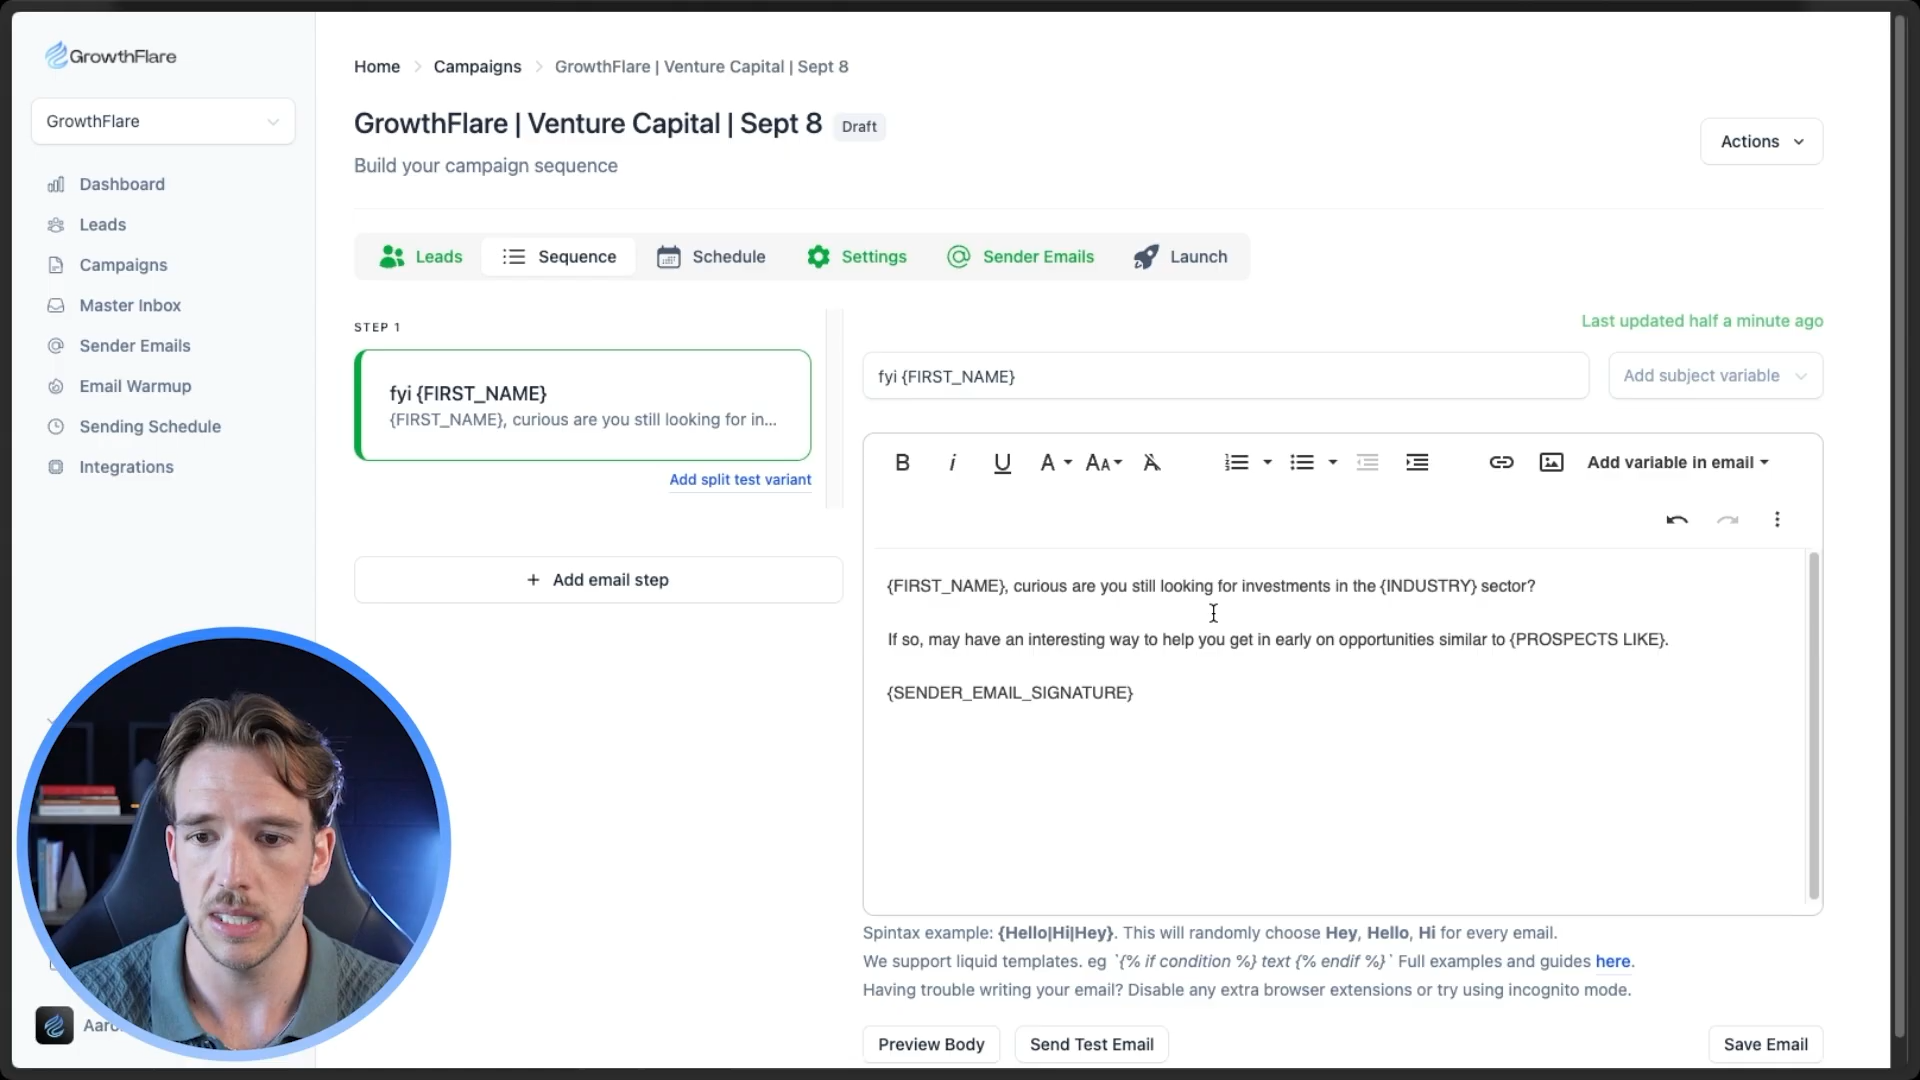 GrowthFlare
GrowthFlare
Dashboard
Leads
Campaigns
Master Inbox
Sender Emails
Email Warmup
Sending Schedule
Integrations
Home
Campaigns
GrowthFlare | Venture Capital | Sept 8
GrowthFlare | Venture Capital | Sept 8
Draft
Build your campaign sequence
Actions
Leads
Sequence
Schedule
Settings
Sender Emails
Launch
STEP 1
fyi {FIRST_NAME}
{FIRST_NAME}, curious are you still looking for in...
Add split test variant
+ Add email step
Last updated half a minute ago
fyi {FIRST_NAME}
Add subject variable
Add variable in email
{FIRST_NAME}, curious are you still looking for investments in the {INDUSTRY} sector?
If so, may have an interesting way to help you get in early on opportunities similar to {PROSPECTS LIKE}.
{SENDER_EMAIL_SIGNATURE}
Spintax example: {Hello|Hi|Hey}. This will randomly choose Hey, Hello, Hi for every email.
We support liquid templates. eg `{% if condition %} text {% endif %}` Full examples and guides here.
Having trouble writing your email? Disable any extra browser extensions or try using incognito mode.
Preview Body
Send Test Email
Save Email